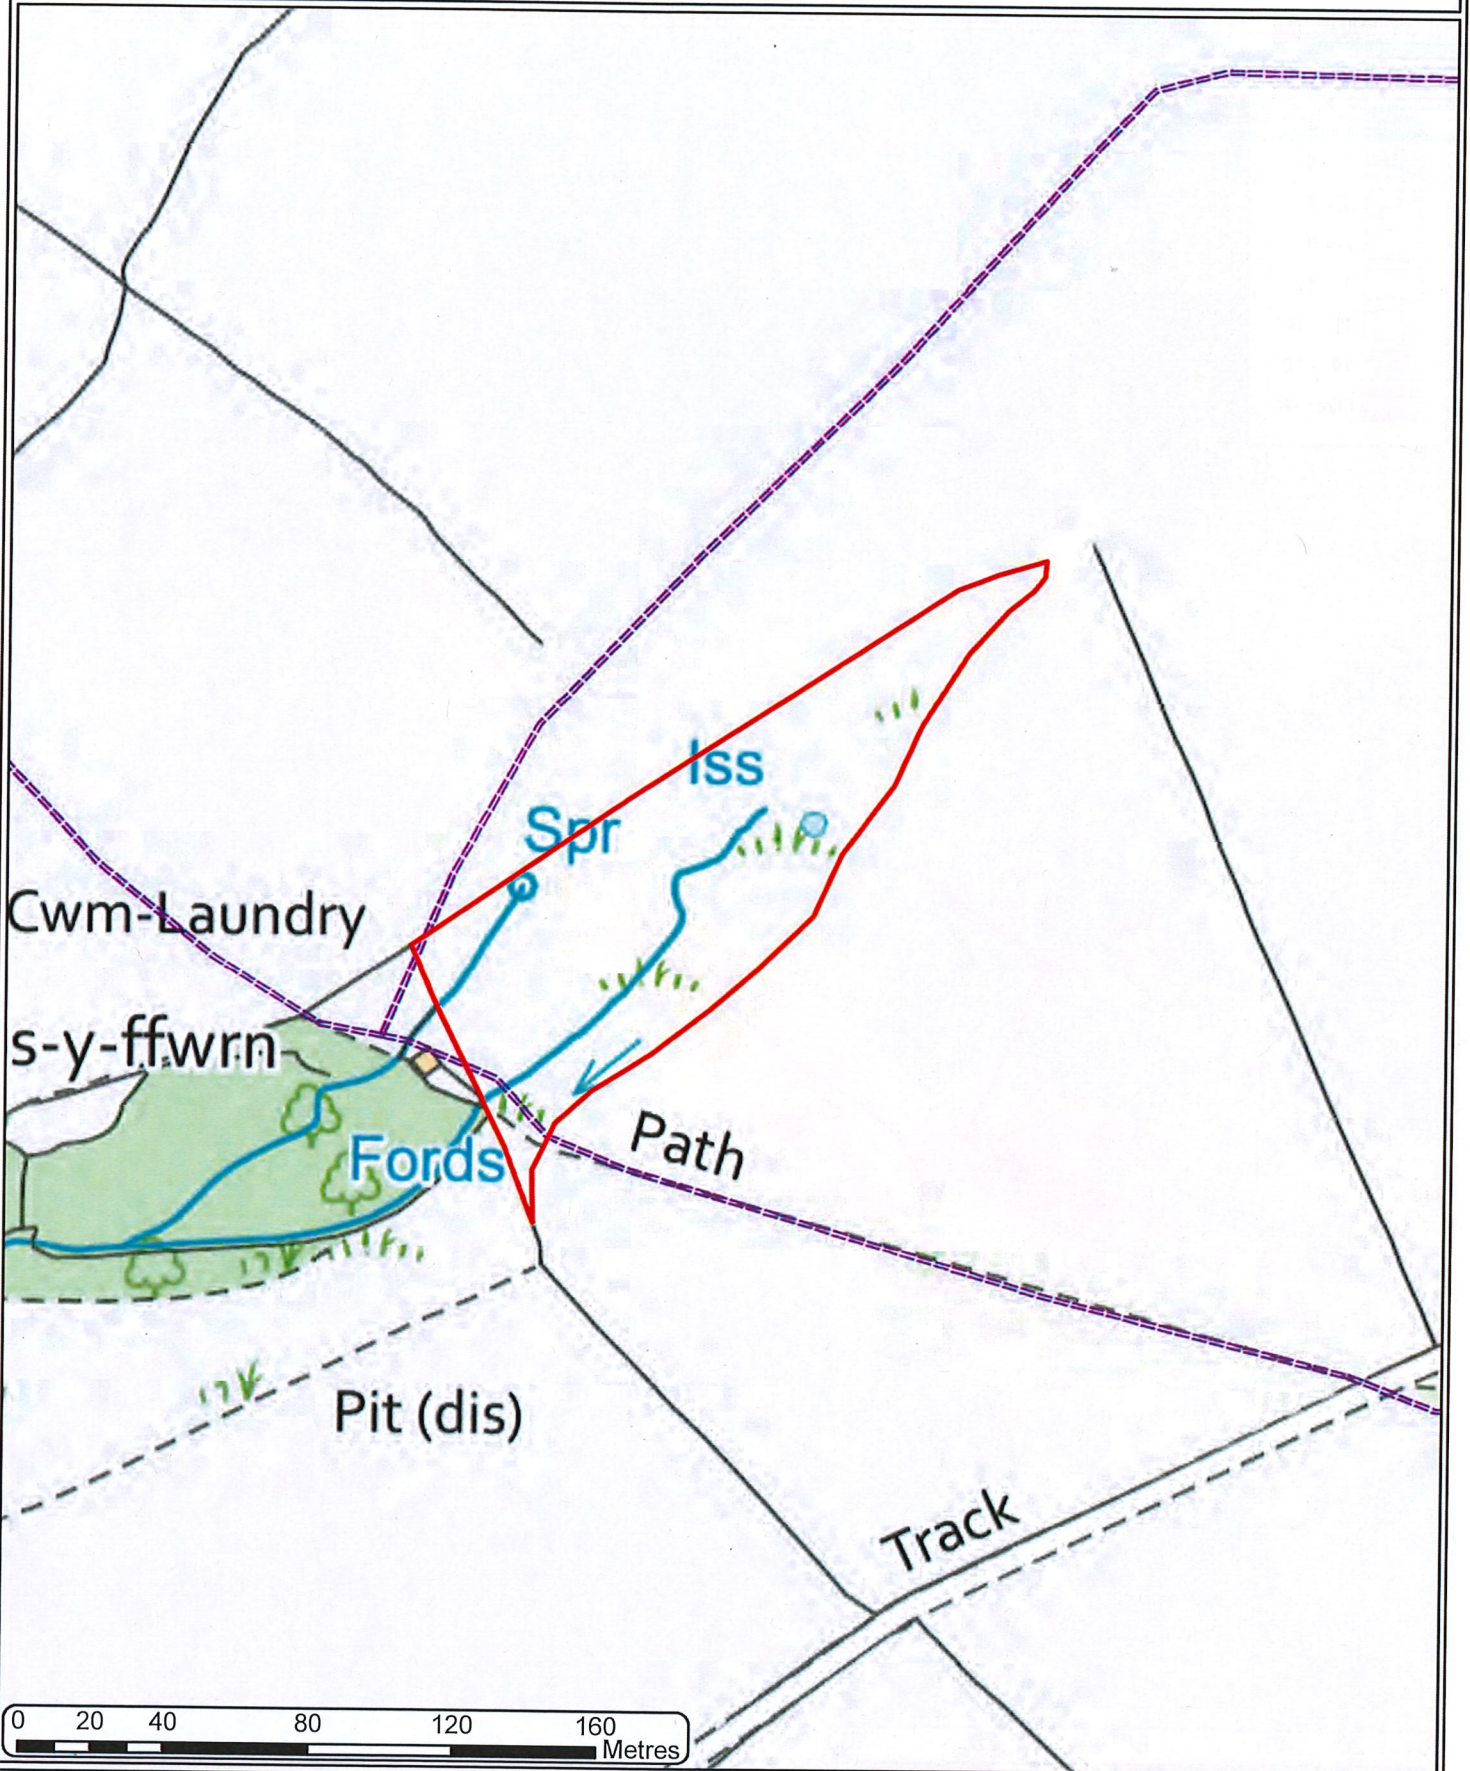 Iss
Spr
Cwm-Laundry
s-y-ffwrn
Path
Fords
Pit (dis)
Track
0 20 40 80 120 160
Metres